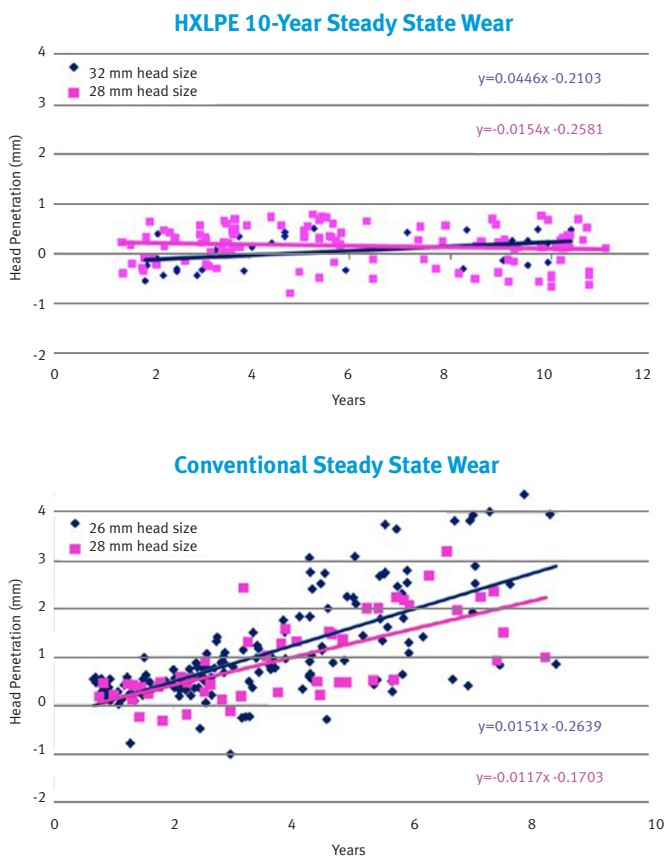 HXLPE 10-Year Steady State Wear
4
32 mm head size
y=0.0446x -0.2103
28 mm head size
3
y=-0.0154x -0.2581
2
1
0
-1
-2
Head Penetration (mm)
0 2 4 6 8 10 12
Years
Conventional Steady State Wear
4
26 mm head size
28 mm head size
3
2
1
0
y=0.0151x -0.2639
-1
y=-0.0117x -0.1703
-2
Head Penetration (mm)
0 2 4 6 8 10
Years